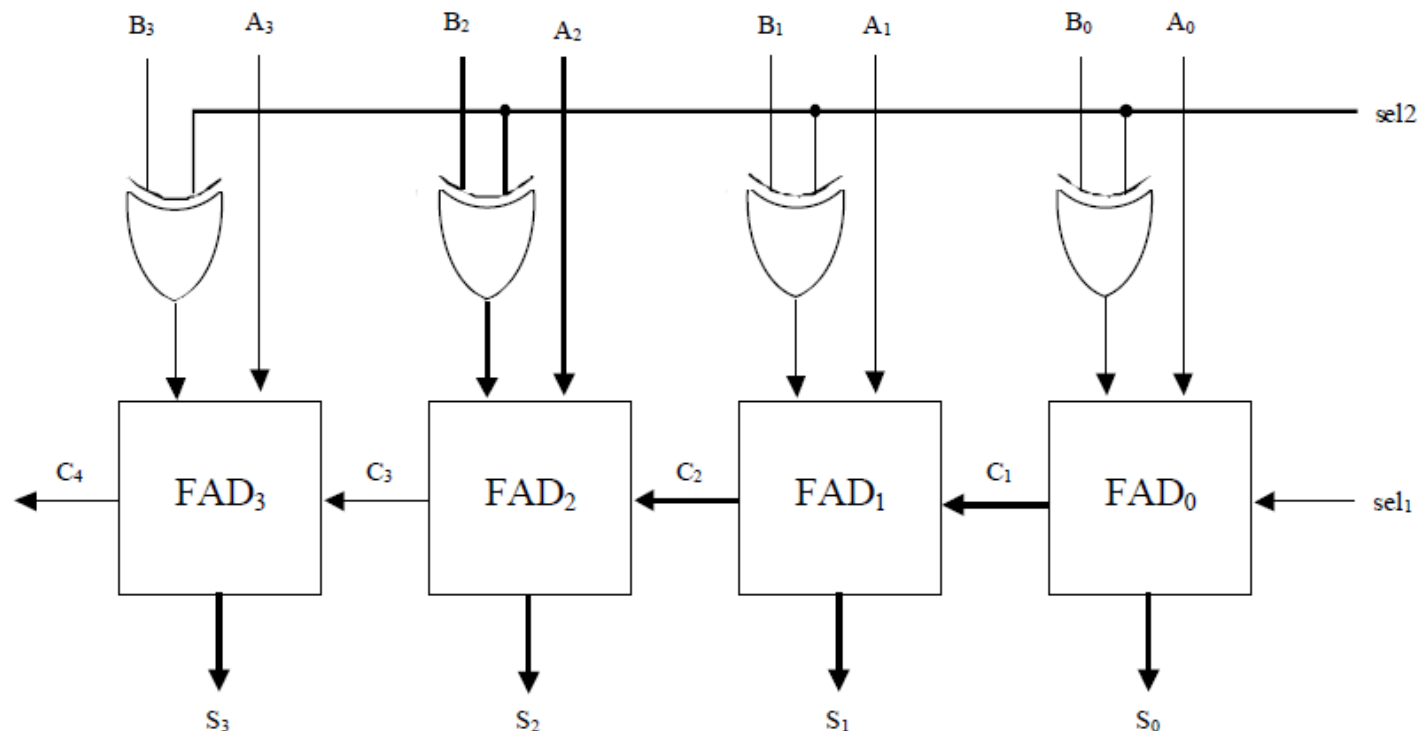 B₃ A₃ B₂ A₂ B₁ A₁ B₀ A₀
sel2
C₄ FAD₃ C₃ FAD₂ C₂ FAD₁ C₁ FAD₀ sel₁
S₃ S₂ S₁ S₀